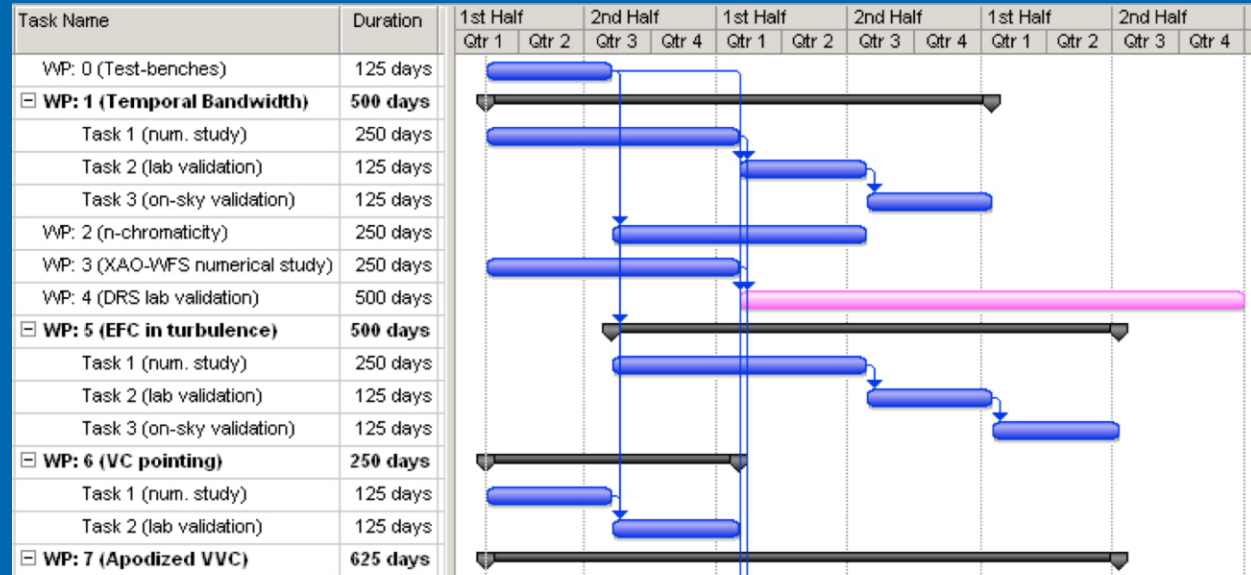 Task Name Duration 1st Half 2nd Half 1st Half 2nd Half 1st Half 2nd Half
Qtr 1 Qtr 2 Qtr 3 Qtr 4 Qtr 1 Qtr 2 Qtr 3 Qtr 4 Qtr 1 Qtr 2 Qtr 3 Qtr 4
WP: 0 (Test-benches) 125 days
WP: 1 (Temporal Bandwidth) 500 days
Task 1 (num. study) 250 days
Task 2 (lab validation) 125 days
Task 3 (on-sky validation) 125 days
WP: 2 (n-chromaticity) 250 days
WP: 3 (XAO-WFS numerical study) 250 days
WP: 4 (DRS lab validation) 500 days
WP: 5 (EFC in turbulence) 500 days
Task 1 (num. study) 250 days
Task 2 (lab validation) 125 days
Task 3 (on-sky validation) 125 days
WP: 6 (VC pointing) 250 days
Task 1 (num. study) 125 days
Task 2 (lab validation) 125 days
WP: 7 (Apodized VVC) 625 days